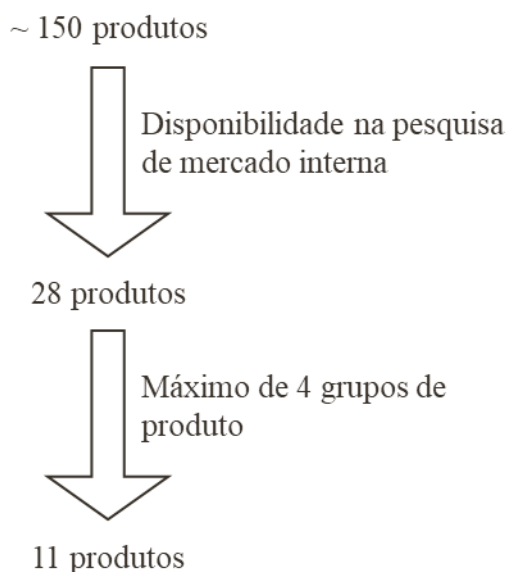 ~ 150 produtos
Disponibilidade na pesquisa
de mercado interna
28 produtos
Máximo de 4 grupos de
produto
11 produtos